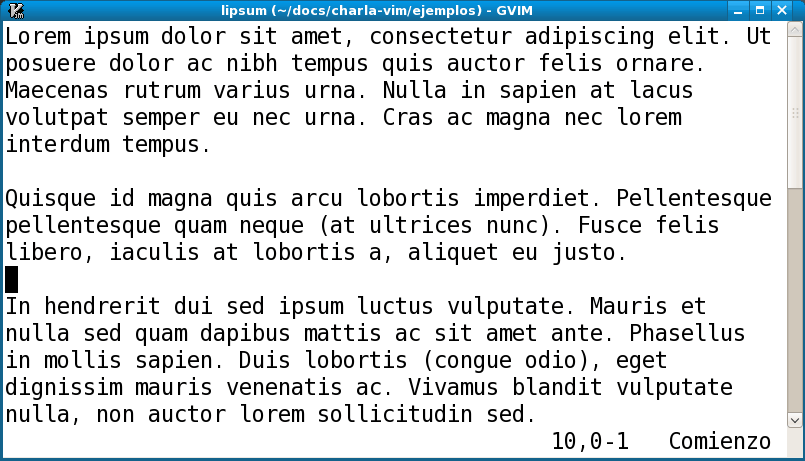 lipsum (~/docs/charla-vim/ejemplos) - GVIM
Lorem ipsum dolor sit amet, consectetur adipiscing elit. Ut
posuere dolor ac nibh tempus quis auctor felis ornare.
Maecenas rutrum varius urna. Nulla in sapien at lacus
volutpat semper eu nec urna. Cras ac magna nec lorem
interdum tempus.
Quisque id magna quis arcu lobortis imperdiet. Pellentesque
pellentesque quam neque (at ultrices nunc). Fusce felis
libero, iaculis at lobortis a, aliquet eu justo.
In hendrerit dui sed ipsum luctus vulputate. Mauris et
nulla sed quam dapibus mattis ac sit amet ante. Phasellus
in mollis sapien. Duis lobortis (congue odio), eget
dignissim mauris venenatis ac. Vivamus blandit vulputate
nulla, non auctor lorem sollicitudin sed.
10,0-1 Comienzo